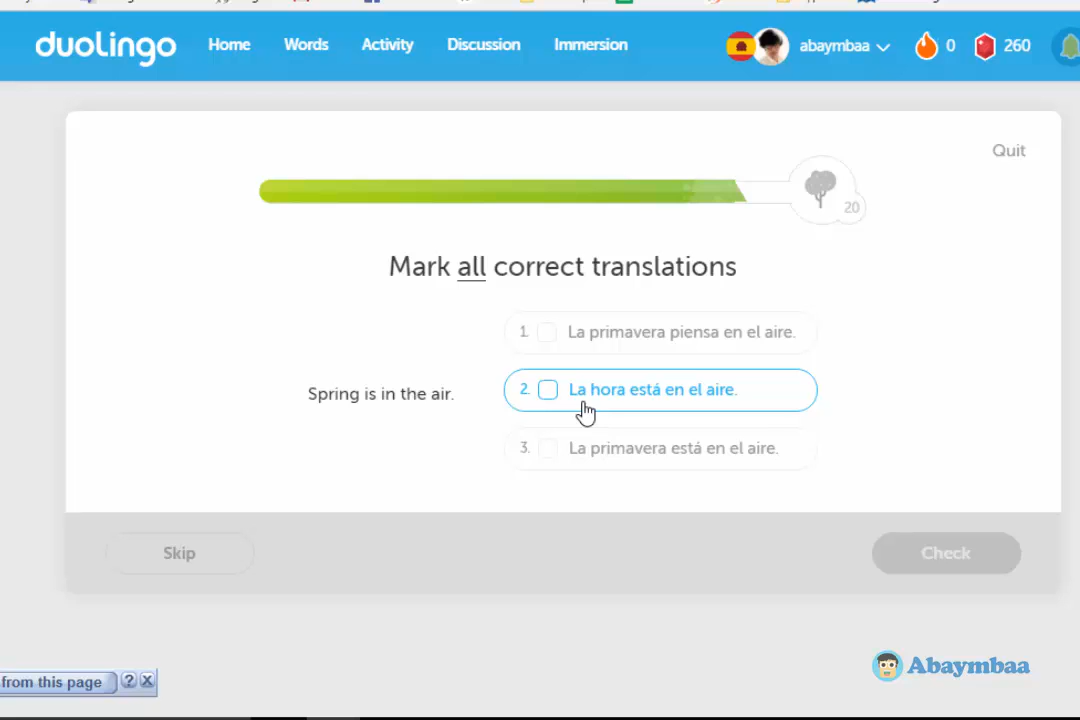 duolingo Home Words Activity Discussion Immersion abaymbaa 0 260
Quit
20
Mark all correct translations
Spring is in the air.
1. La primavera piensa en el aire.
2. La hora está en el aire.
3. La primavera está en el aire.
Skip Check
Abaymbaa
from this page ? X